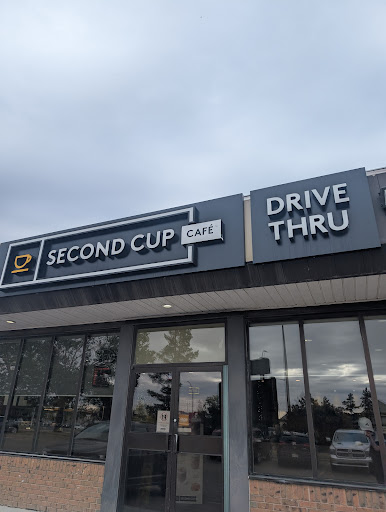 SECOND CUP CAFÉ
DRIVE
THRU